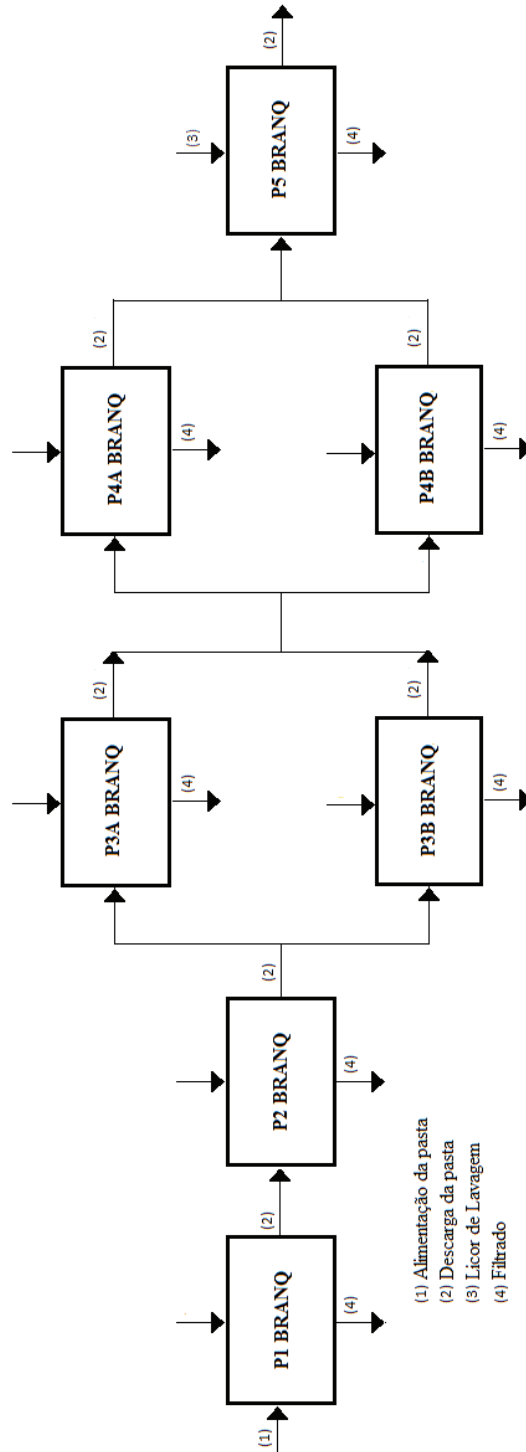 (1)
P1 BRANQ
(4)
(2)
P2 BRANQ
(4)
(2)
P3A BRANQ
(4)
(2)
P3B BRANQ
(4)
(2)
P4A BRANQ
(4)
(2)
P4B BRANQ
(4)
(2)
(3)
P5 BRANQ
(4)
(2)
(1) Alimentação da pasta
(2) Descarga da pasta
(3) Licor de Lavagem
(4) Filtrado